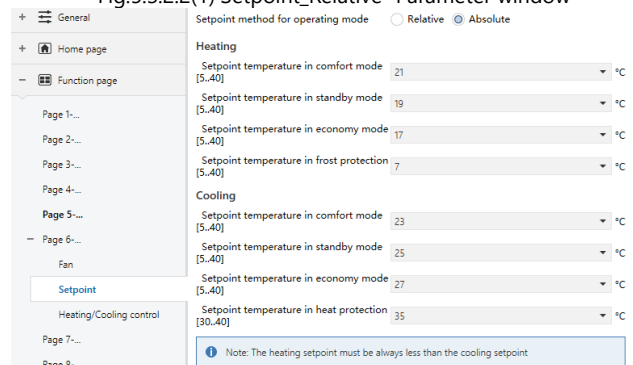 Fig.5.5.2.2(1) Setpoint_Relative" Parameter window
+ General
+ Home page
− Function page
Page 1-...
Page 2-...
Page 3-...
Page 4-...
Page 5-...
− Page 6-...
Fan
Setpoint
Heating/Cooling control
Page 7-...
Page 8-
Setpoint method for operating mode Relative Absolute
Heating
Setpoint temperature in comfort mode
[5..40] 21 °C
Setpoint temperature in standby mode
[5..40] 19 °C
Setpoint temperature in economy mode
[5..40] 17 °C
Setpoint temperature in frost protection
[5..40] 7 °C
Cooling
Setpoint temperature in comfort mode
[5..40] 23 °C
Setpoint temperature in standby mode
[5..40] 25 °C
Setpoint temperature in economy mode
[5..40] 27 °C
Setpoint temperature in heat protection
[30..40] 35 °C
Note: The heating setpoint must be always less than the cooling setpoint